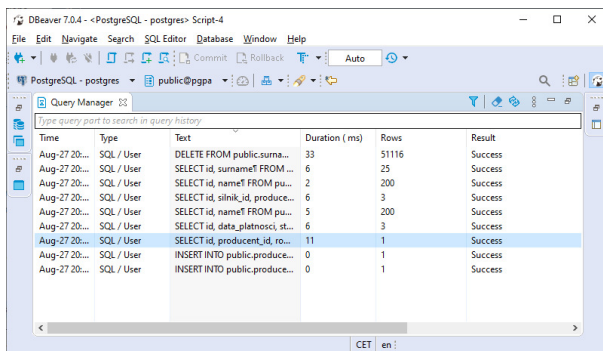 DBeaver 7.0.4 - <PostgreSQL - postgres> Script-4
File Edit Navigate Search SQL Editor Database Window Help
Commit Rollback Auto
PostgreSQL - postgres public@pgpa
Query Manager
Type query part to search in query history
Time Type Text Duration ( ms) Rows Result
Aug-27 20:... SQL / User DELETE FROM public.surna... 33 51116 Success
Aug-27 20:... SQL / User SELECT id, surname¶ FROM ... 6 25 Success
Aug-27 20:... SQL / User SELECT id, name¶ FROM pu... 2 200 Success
Aug-27 20:... SQL / User SELECT id, silnik_id, produce... 6 3 Success
Aug-27 20:... SQL / User SELECT id, name¶ FROM pu... 5 200 Success
Aug-27 20:... SQL / User SELECT id, data_platnosci, st... 6 3 Success
Aug-27 20:... SQL / User SELECT id, producent_id, ro... 11 1 Success
Aug-27 20:... SQL / User INSERT INTO public.produce... 0 1 Success
Aug-27 20:... SQL / User INSERT INTO public.produce... 0 1 Success
CET en